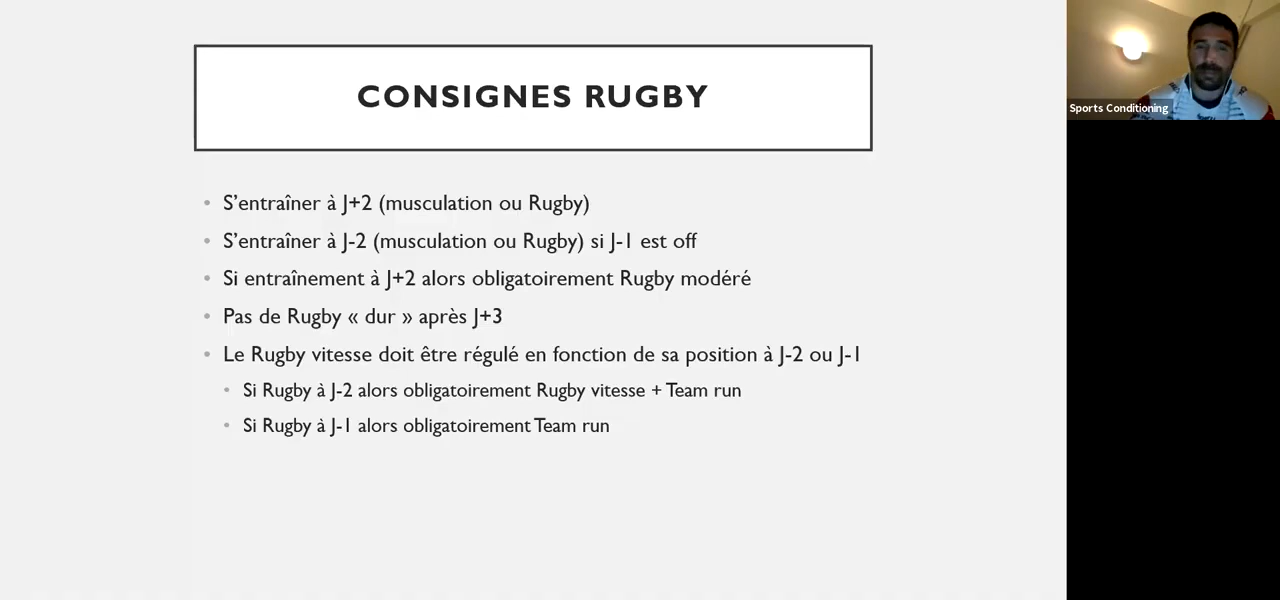 CONSIGNES RUGBY
Sports Conditioning
• S'entraîner à J+2 (musculation ou Rugby)
• S'entraîner à J-2 (musculation ou Rugby) si J-1 est off
• Si entraînement à J+2 alors obligatoirement Rugby modéré
• Pas de Rugby « dur » après J+3
• Le Rugby vitesse doit être régulé en fonction de sa position à J-2 ou J-1
• Si Rugby à J-2 alors obligatoirement Rugby vitesse + Team run
• Si Rugby à J-1 alors obligatoirement Team run